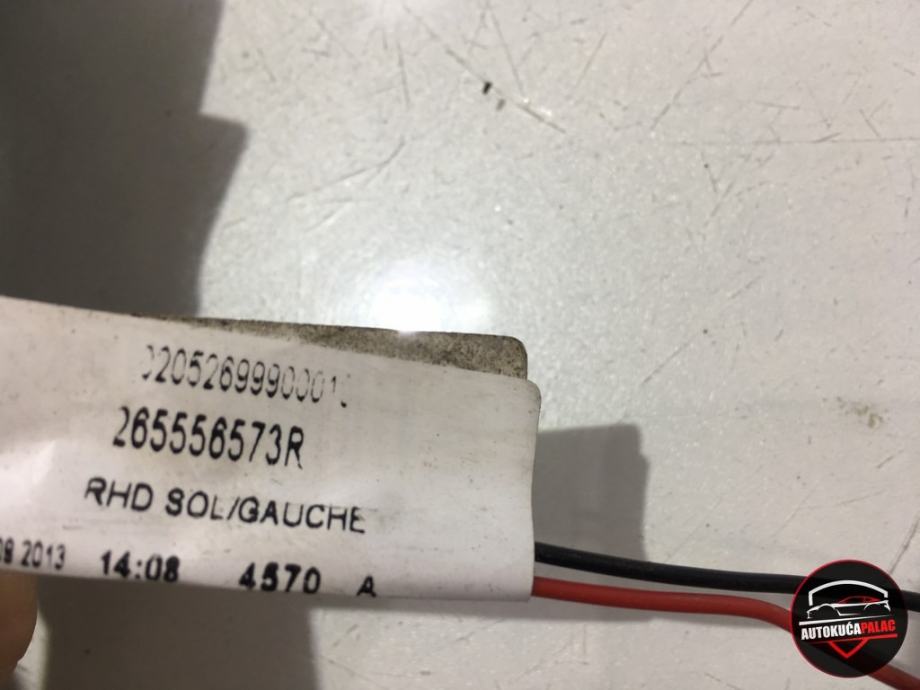 265556573R
RHD SOL/GAUCHE
2013 14:08 4570 A
AUTOKUĆAPALAC